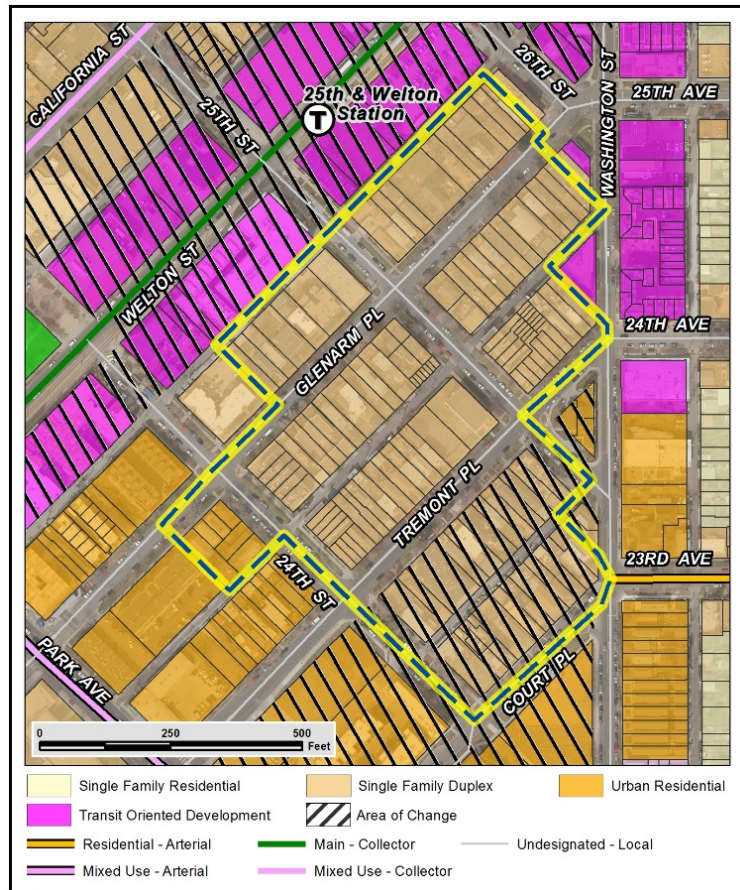 CALIFORNIA ST
25TH ST
25th & Welton
Station
T
26TH ST
WASHINGTON ST
25TH AVE
WELTON ST
GLENARM PL
24TH AVE
TREMONT PL
24TH ST
23RD AVE
PARK AVE
COURT PL
0 250 500
Feet
Single Family Residential Single Family Duplex Urban Residential
Transit Oriented Development Area of Change
Residential - Arterial Main - Collector Undesignated - Local
Mixed Use - Arterial Mixed Use - Collector